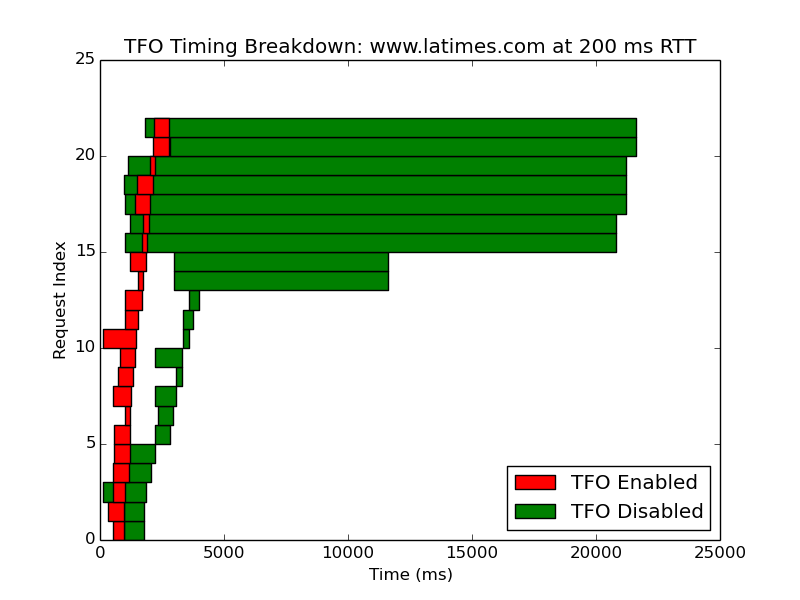 TFO Timing Breakdown: www.latimes.com at 200 ms RTT
25
20
15
10
5
0
Request Index
0 5000 10000 15000 20000 25000
Time (ms)
TFO Enabled
TFO Disabled